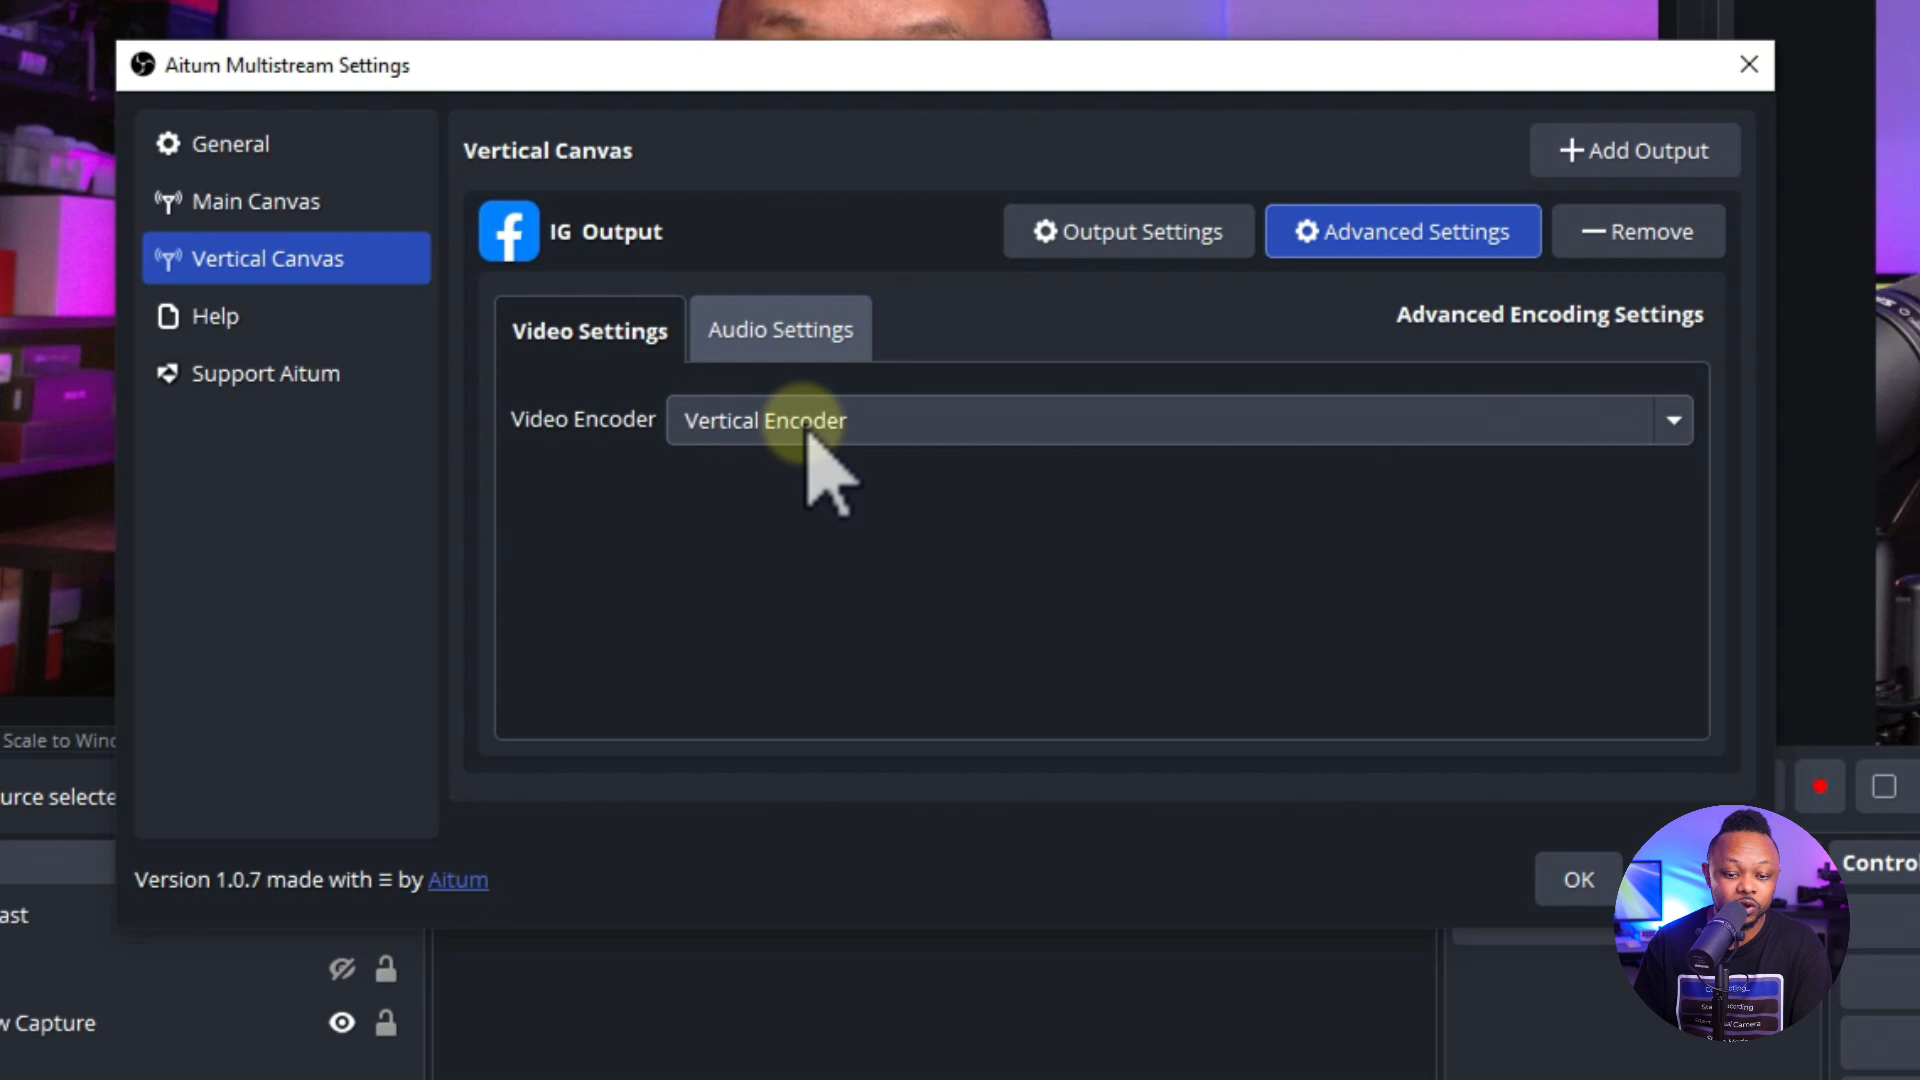 Aitum Multistream Settings
General
Main Canvas
Vertical Canvas
Help
Support Aitum
Vertical Canvas
Add Output
IG Output
Output Settings
Advanced Settings
Remove
Video Settings
Audio Settings
Advanced Encoding Settings
Video Encoder
Vertical Encoder
Version 1.0.7 made with ≡ by Aitum
OK
Scale to Wind
urce selecte
ast
w Capture
Contro